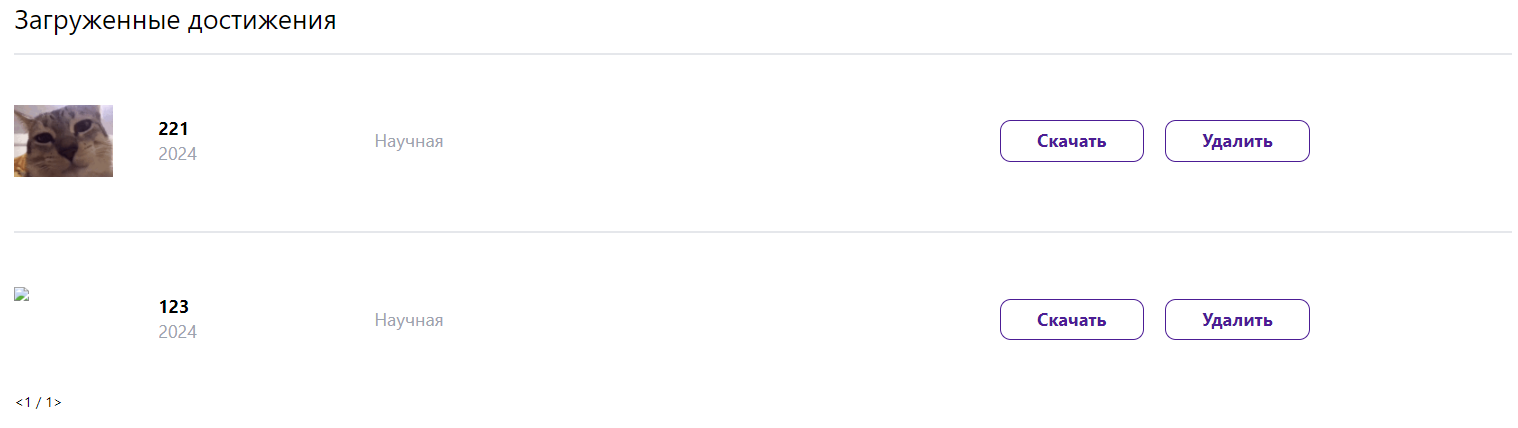 Загруженные достижения
221
2024
Научная
Скачать
Удалить
123
2024
Научная
Скачать
Удалить
<1 / 1>